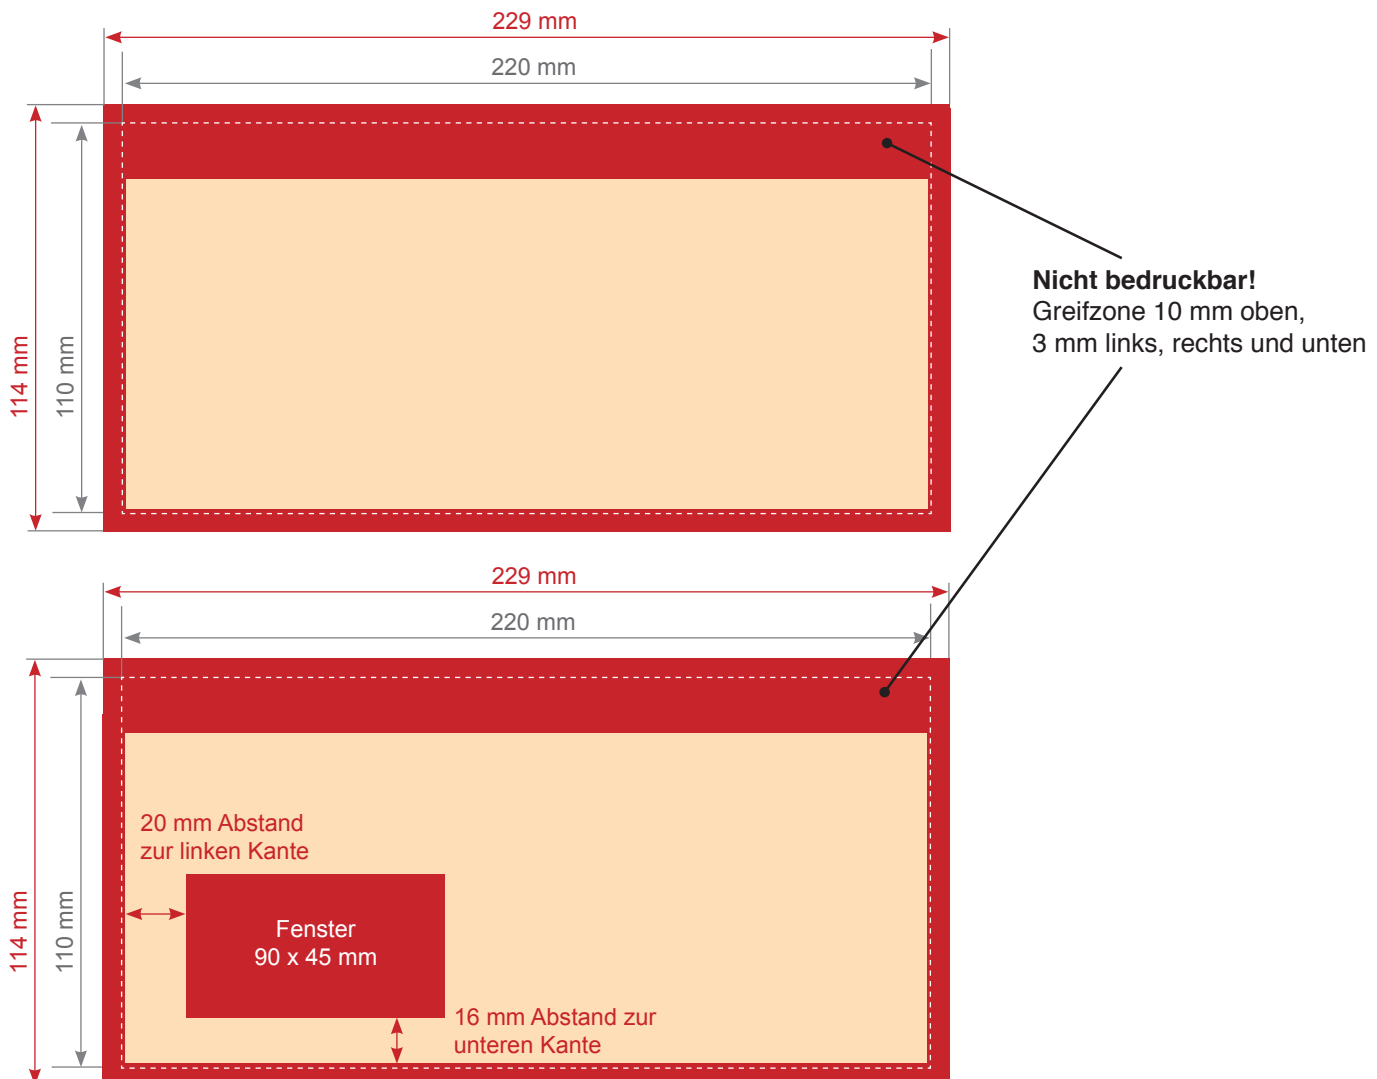 229 mm
220 mm
114 mm
110 mm
Nicht bedruckbar!
Greifzone 10 mm oben,
3 mm links, rechts und unten
229 mm
220 mm
114 mm
110 mm
20 mm Abstand
zur linken Kante
Fenster
90 x 45 mm
16 mm Abstand zur
unteren Kante